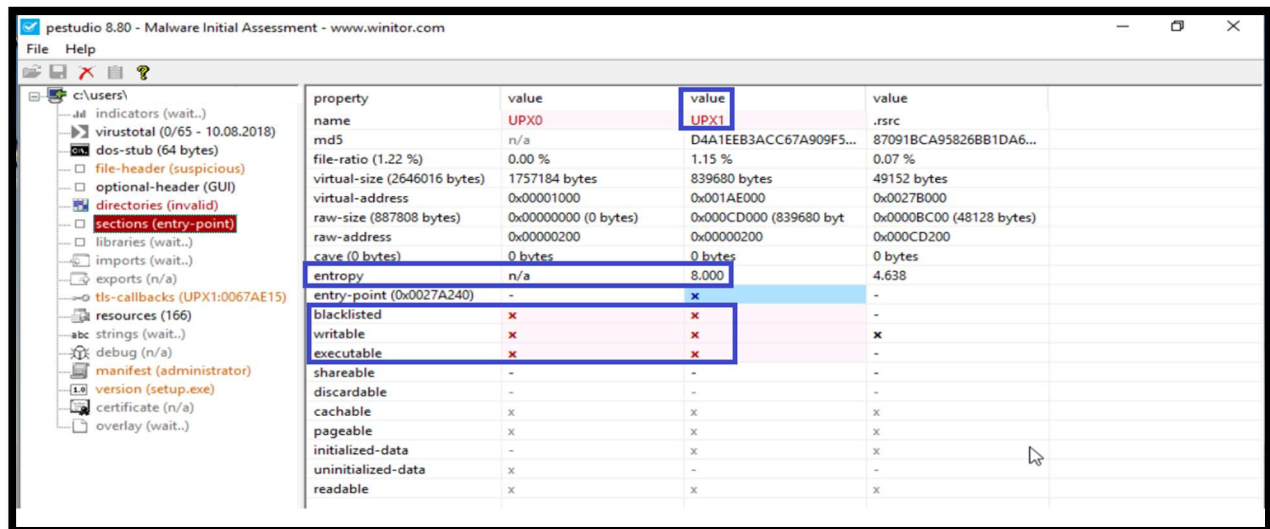 pestudio 8.80 - Malware Initial Assessment - www.winitor.com
File Help
c:\users\
indicators (wait..)
virustotal (0/65 - 10.08.2018)
dos-stub (64 bytes)
file-header (suspicious)
optional-header (GUI)
directories (invalid)
sections (entry-point)
libraries (wait..)
imports (wait..)
exports (n/a)
tls-callbacks (UPX1:0067AE15)
resources (166)
abc strings (wait..)
debug (n/a)
manifest (administrator)
1.0 version (setup.exe)
certificate (n/a)
overlay (wait..)
property value value value
name UPX0 UPX1 .rsrc
md5 n/a D4A1EEB3ACC67A909F5... 87091BCA95826BB1DA6...
file-ratio (1.22 %) 0.00 % 1.15 % 0.07 %
virtual-size (2646016 bytes) 1757184 bytes 839680 bytes 49152 bytes
virtual-address 0x00001000 0x001AE000 0x0027B000
raw-size (887808 bytes) 0x00000000 (0 bytes) 0x000CD000 (839680 byt 0x0000BC00 (48128 bytes)
raw-address 0x00000200 0x00000200 0x000CD200
cave (0 bytes) 0 bytes 0 bytes 0 bytes
entropy n/a 8.000 4.638
entry-point (0x0027A240) - x -
blacklisted x x -
writable x x x
executable x x -
shareable - - -
discardable - - -
cachable x x x
pageable x x x
initialized-data - x x
uninitialized-data x - -
readable x x x